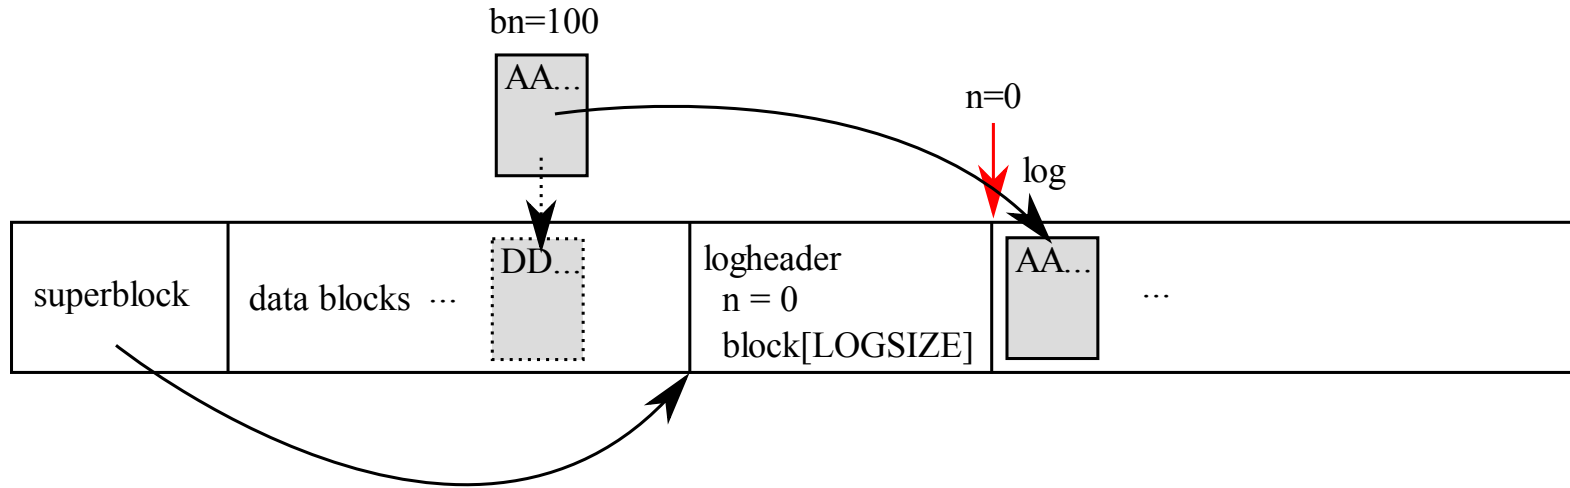 bn=100
AA...
n=0
log
superblock
data blocks ...
DD...
logheader
n = 0
block[LOGSIZE]
AA...
...